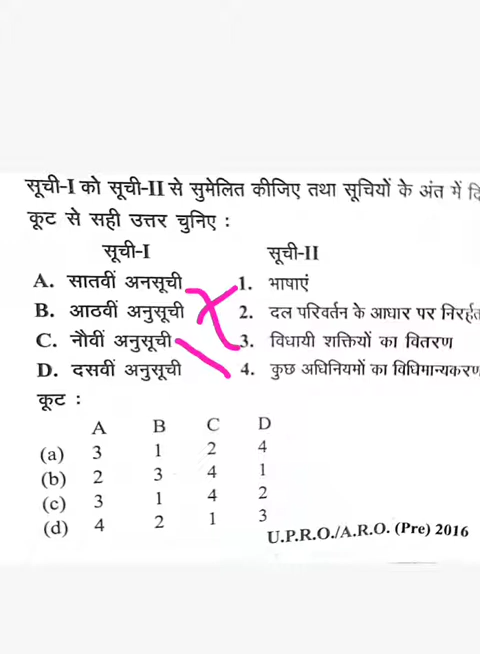 सूची-I को सूची-II से सुमेलित कीजिए तथा सूचियों के अंत में
कूट से सही उत्तर चुनिए :
सूची-I सूची-II
A. सातवीं अनसूची 1. भाषाएं
B. आठवीं अनुसूची 2. दल परिवर्तन के आधार पर
C. नौवीं अनुसूची 3. विधायी शक्तियों का वितरण
D. दसवीं अनुसूची 4. कुछ अधिनियमों का विधिमान्यकरण
कूट :
A B C D
(a) 3 1 2 4
(b) 2 3 4 1
(c) 3 1 4 2
(d) 4 2 1 3
U.P.R.O./A.R.O. (Pre) 2016